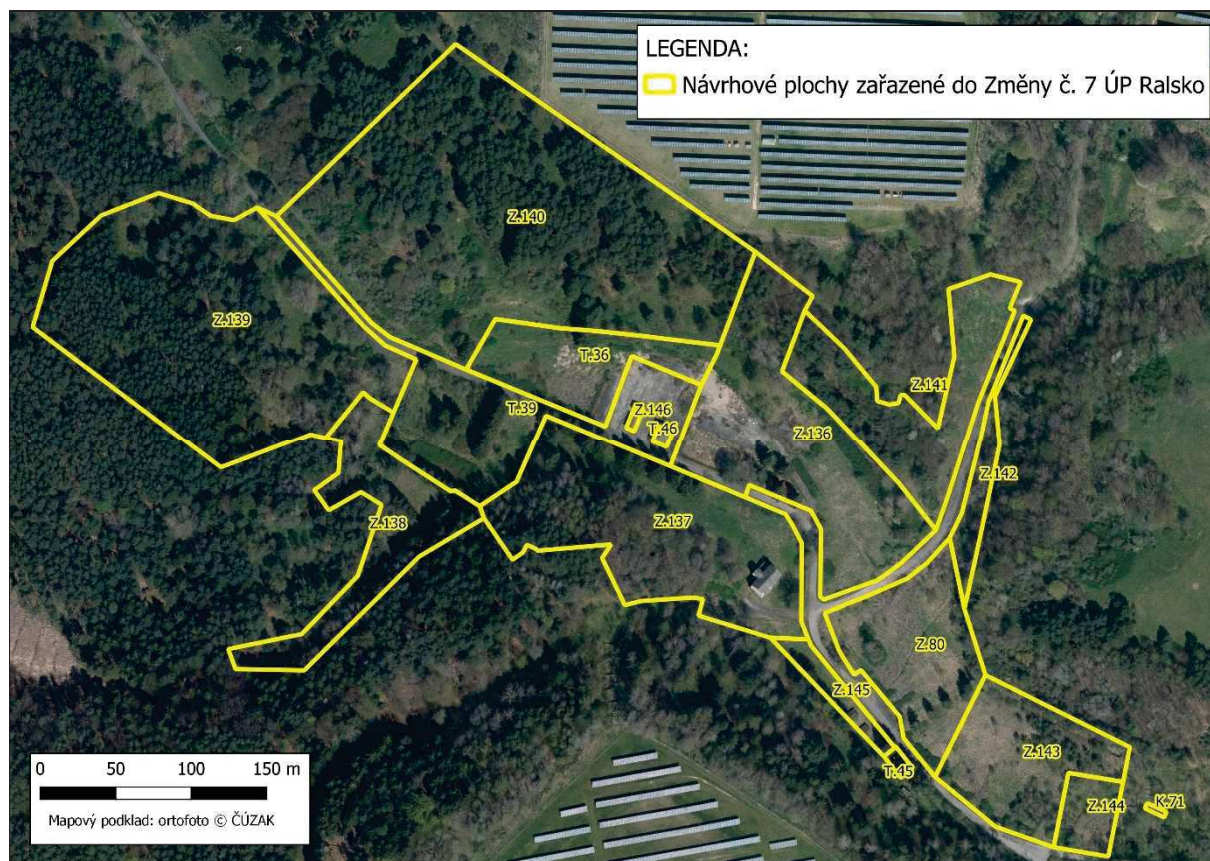 LEGENDA:
Návrhové plochy zařazené do Změny č. 7 ÚP Ralsko
Z.140
Z.139
T.36
Z.141
T.39
Z.146
T.46
Z.136
Z.142
Z.138
Z.137
Z.80
Z.145
Z.143
T.45
Z.144
K.71
0 50 100 150 m
Mapový podklad: ortofoto © ČÚZAK